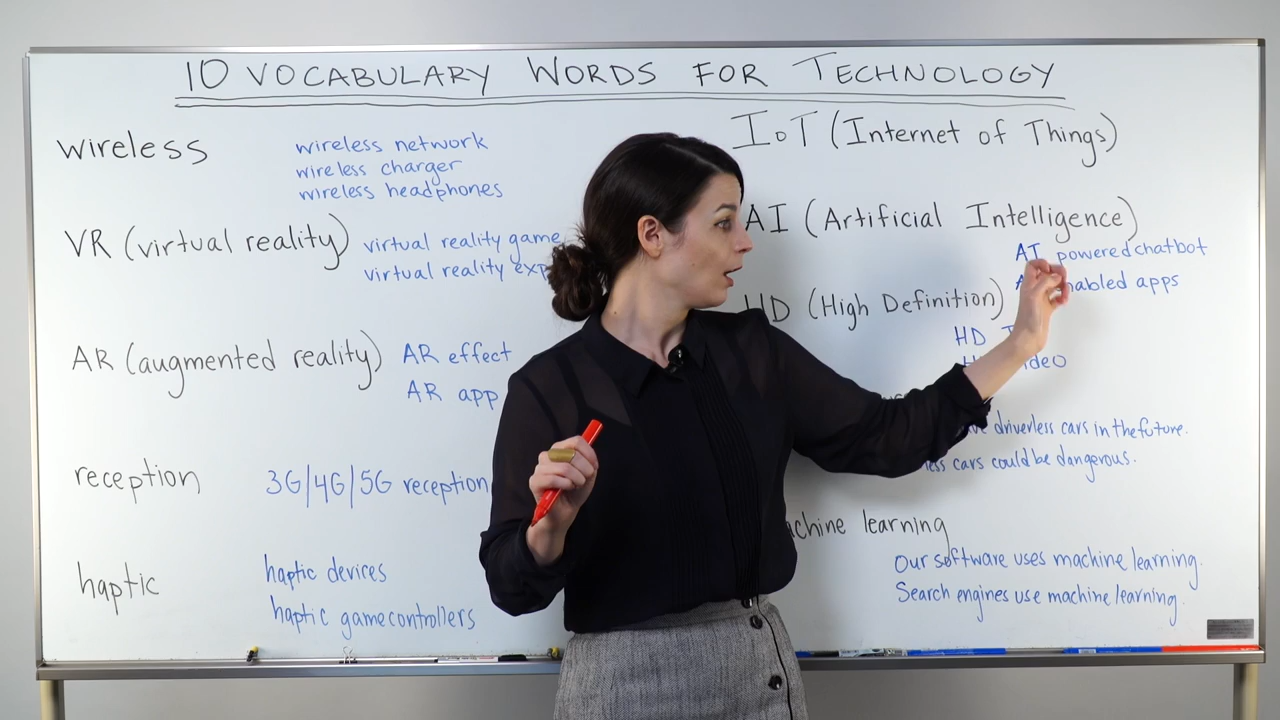 10 VOCABULARY WORDS FOR TECHNOLOGY
wireless
wireless network
wireless charger
wireless headphones
VR (virtual reality)
virtual reality game
virtual reality
AR (augmented reality)
AR effect
AR app
reception
3G/4G/5G reception
haptic
haptic devices
haptic game controllers
IoT (Internet of Things)
AI (Artificial Intelligence)
AI powered chatbot
apps
HD (High Definition)
HD
driverless cars in the future.
cars could be dangerous.
learning
Our software uses machine learning.
Search engines use machine learning.